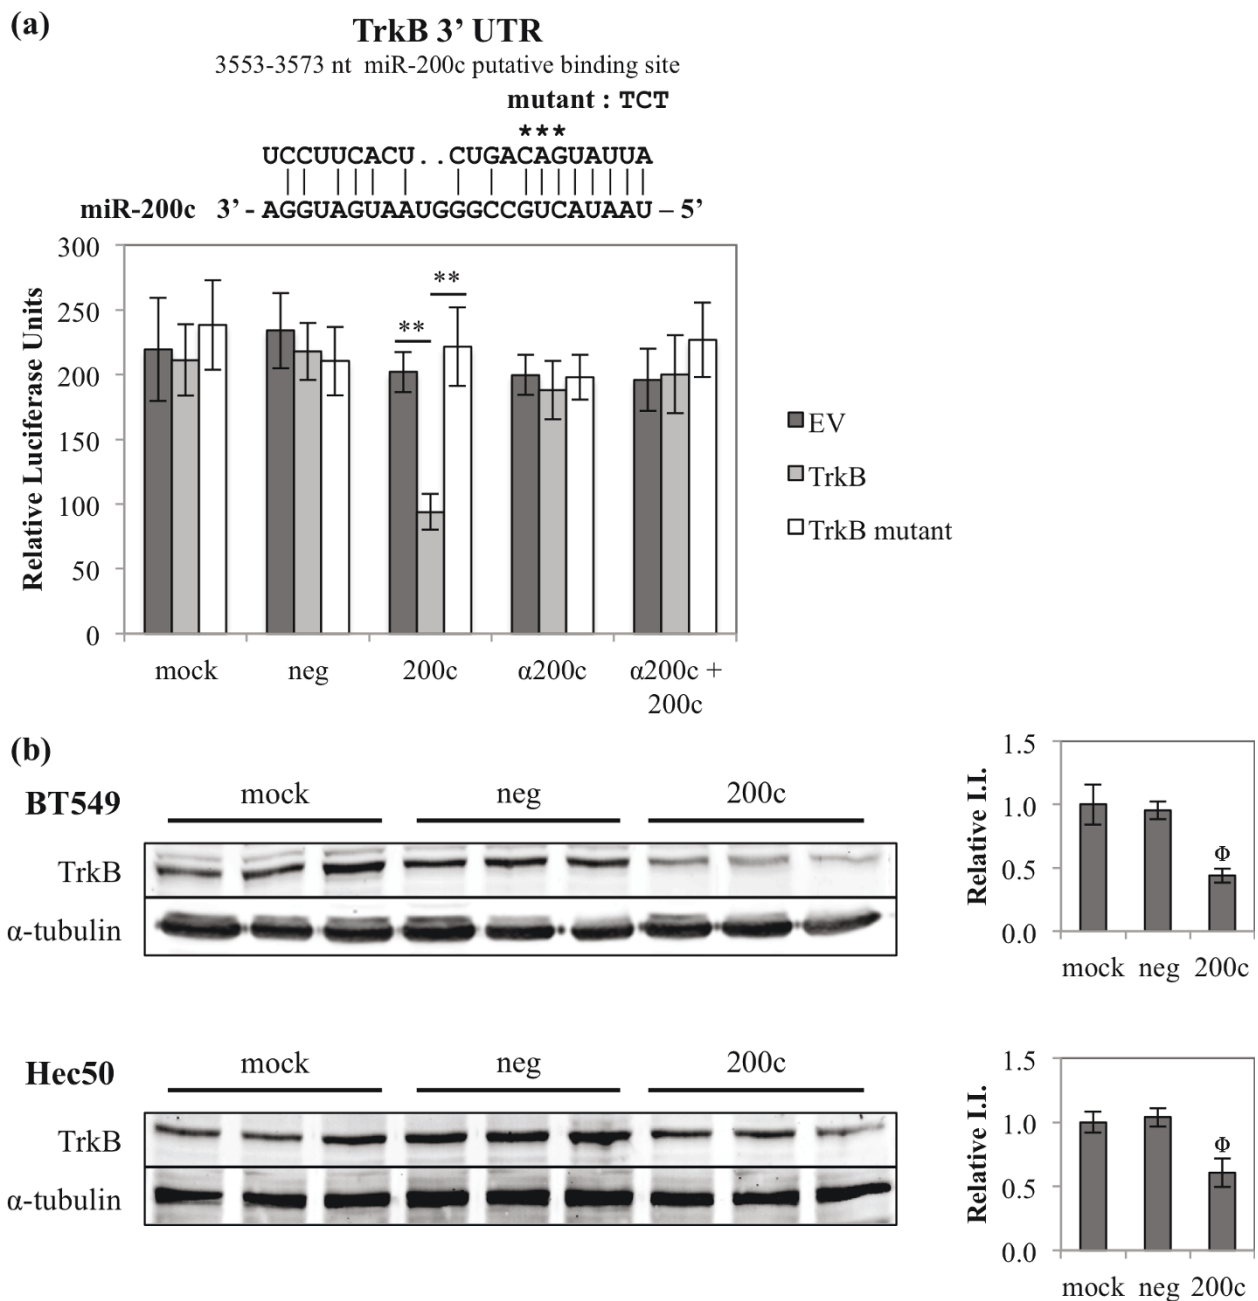 (a)
TrkB 3’ UTR
3553-3573 nt miR-200c putative binding site
mutant : TCT
***
UCCUUCACU..CUGACAGUAUUA
miR-200c 3’ - AGGUAGUAAUGGGCCGUCAUAAU – 5’
Relative Luciferase Units
300
250
200
150
100
50
0
**
**
mock neg 200c α200c α200c + 200c
EV
TrkB
TrkB mutant
(b)
BT549
mock neg 200c
TrkB
α-tubulin
Relative I.I.
1.5
1.0
0.5
0.0
Φ
mock neg 200c
Hec50
mock neg 200c
TrkB
α-tubulin
Relative I.I.
1.5
1.0
0.5
0.0
Φ
mock neg 200c